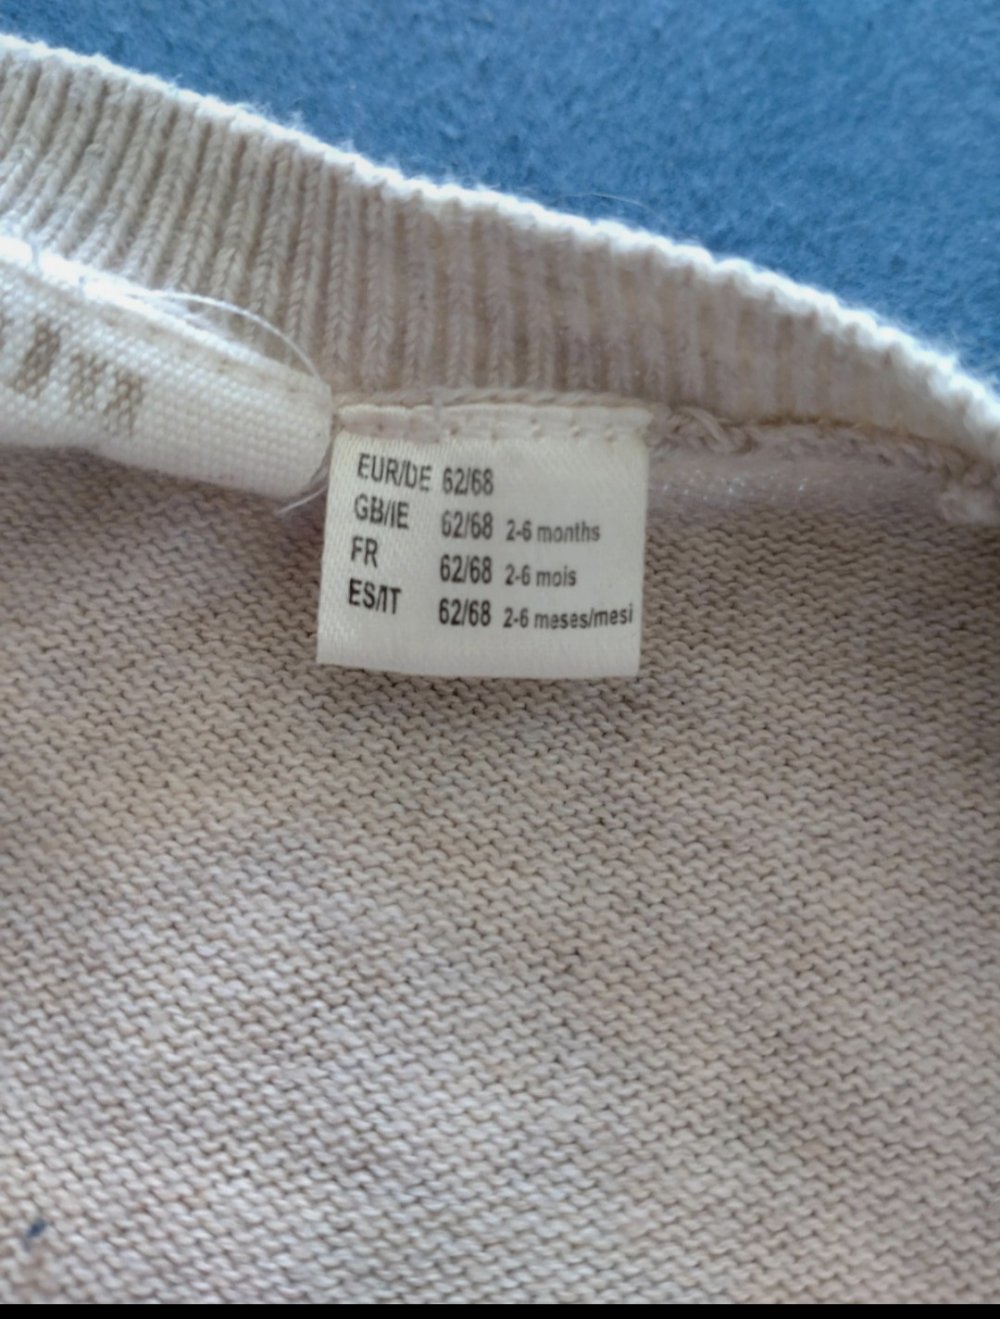 EUR/DE 62/68
GB/IE 62/68 2-6 months
FR 62/68 2-6 mois
ES/IT 62/68 2-6 meses/mesi